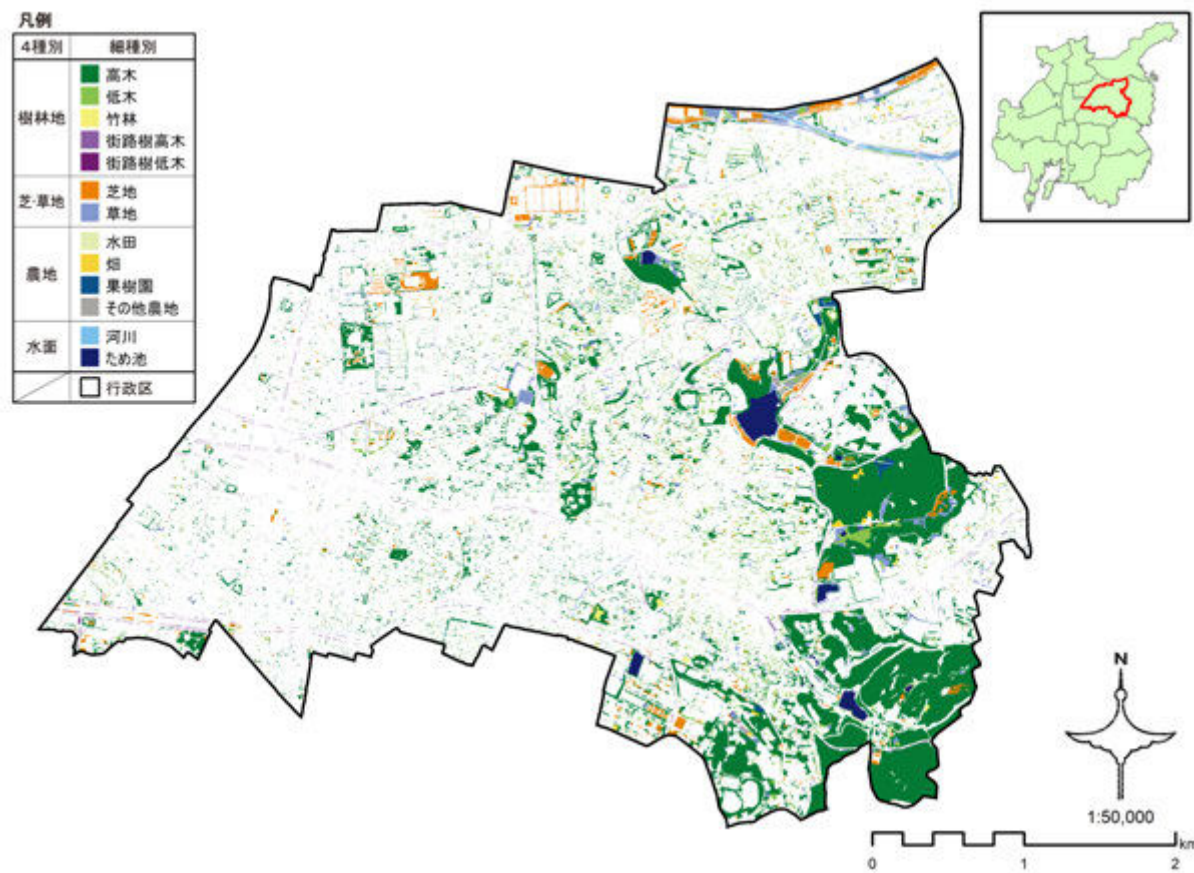 凡例
4種別 細種別
樹林地
高木
低木
竹林
街路樹高木
街路樹低木
芝・草地
芝地
草地
農地
水田
畑
果樹園
その他農地
水面
河川
ため池
行政区
N
1:50,000
km
0 1 2